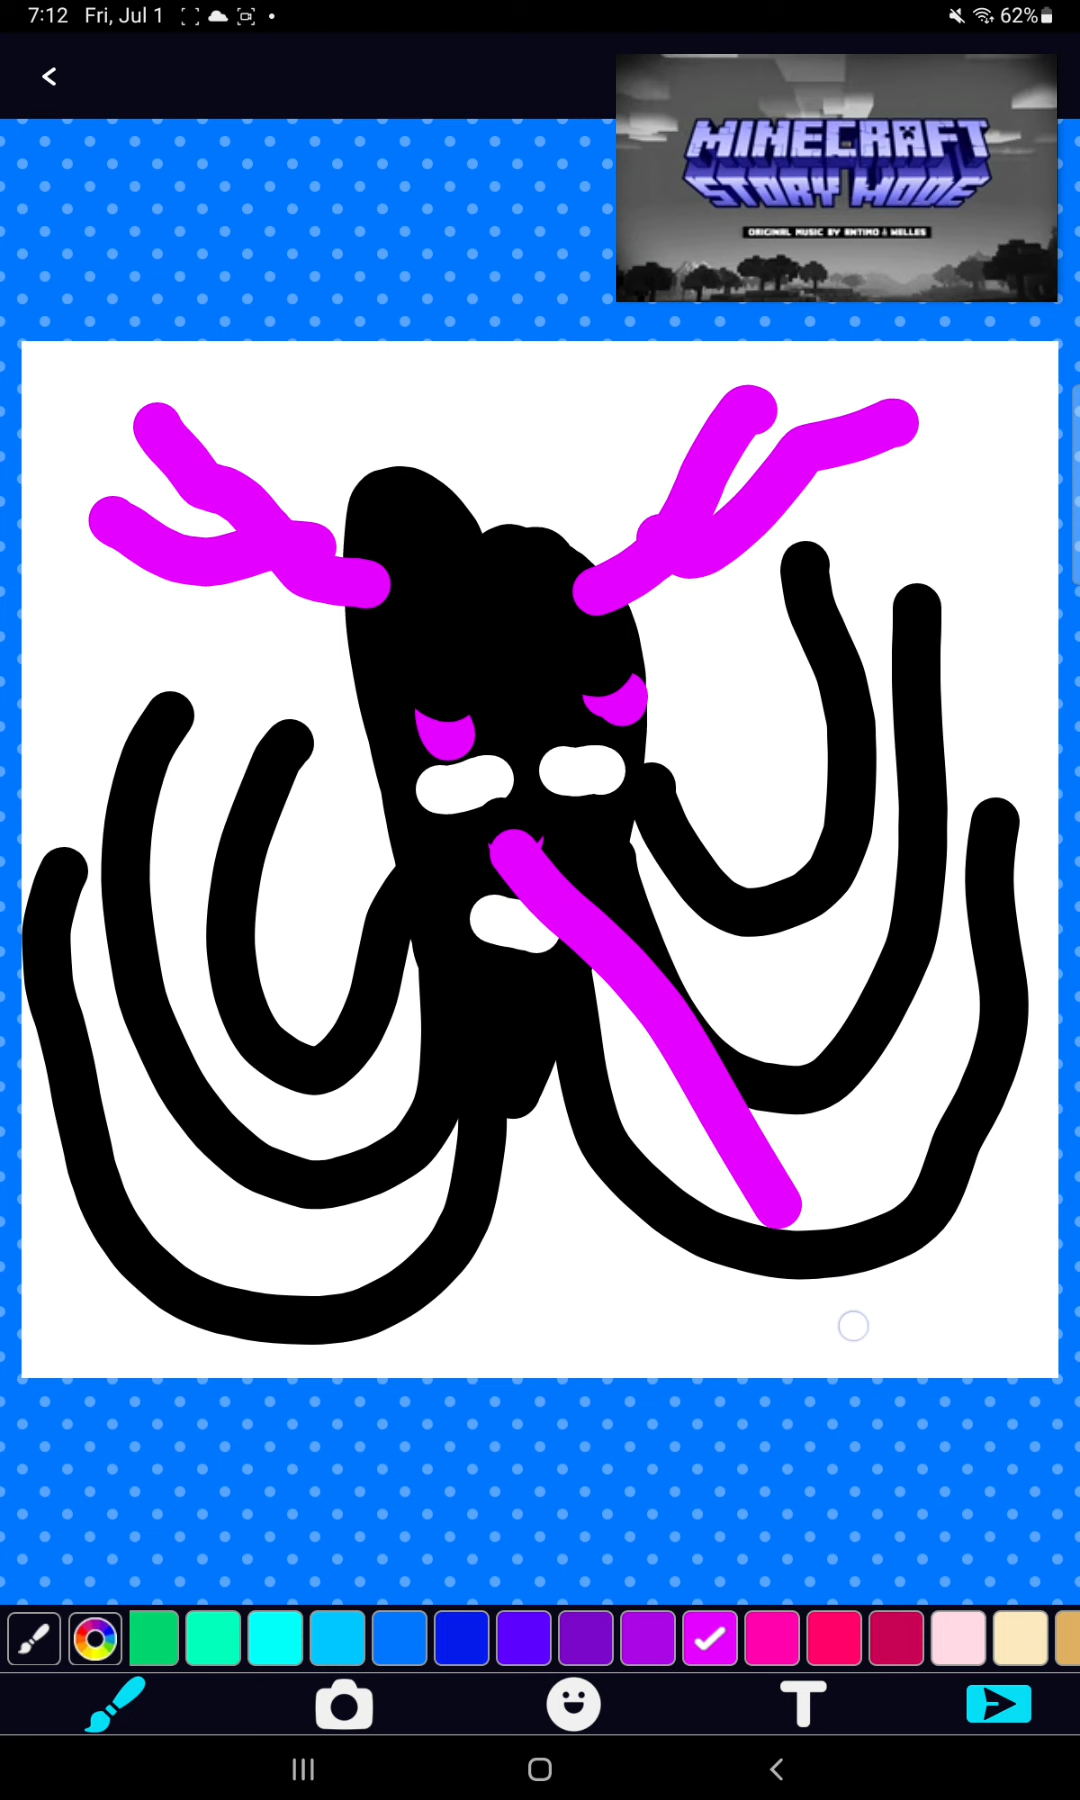 7:12 Fri, Jul 1
62%
MINECRAFT
STORY MODE
ORIGINAL MUSIC BY ANTIMO & WELLES
T